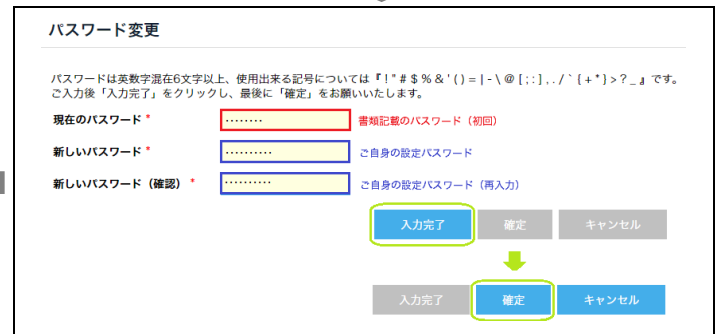 パスワード変更
パスワードは英数字混在6文字以上、使用出来る記号については『 ! " # $ % & ' ( ) = | - \ @ [ ; : ] , . / ` { + * } > ? _ 』です。
ご入力後「入力完了」をクリックし、最後に「確定」をお願いいたします。
現在のパスワード * ........ 書類記載のパスワード（初回）
新しいパスワード * .......... ご自身の設定パスワード
新しいパスワード（確認） * .......... ご自身の設定パスワード（再入力）
入力完了 確定 キャンセル
入力完了 確定 キャンセル